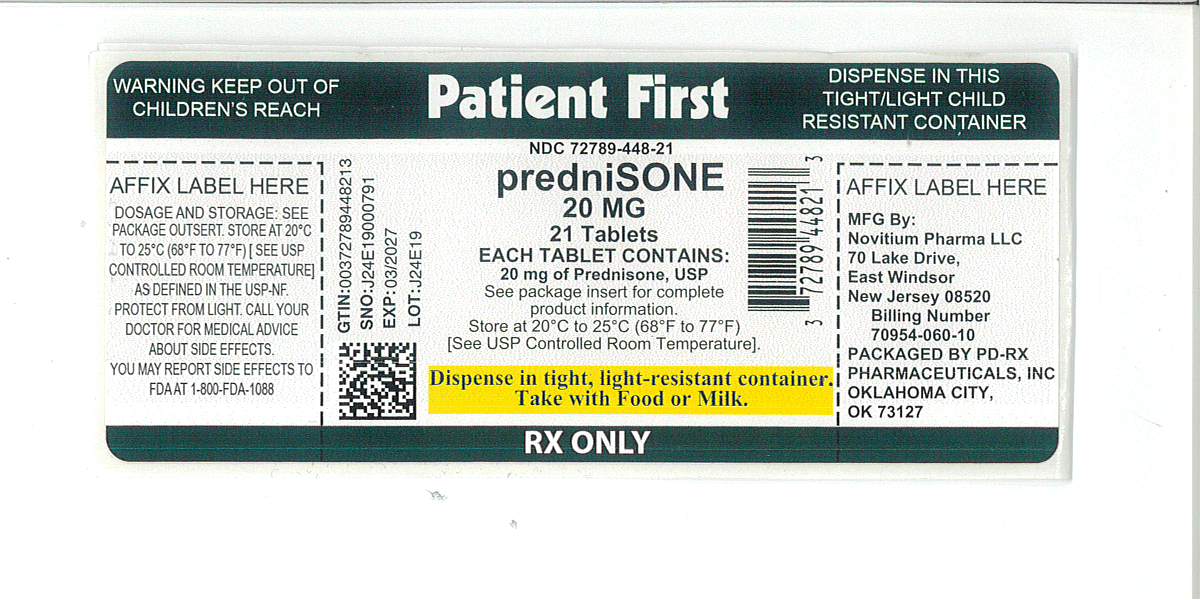 WARNING KEEP OUT OF
CHILDREN'S REACH
Patient First
DISPENSE IN THIS
TIGHT/LIGHT CHILD
RESISTANT CONTAINER
AFFIX LABEL HERE
DOSAGE AND STORAGE: SEE
PACKAGE OUTSERT. STORE AT 20°C
TO 25°C (68°F TO 77°F) [ SEE USP
CONTROLLED ROOM TEMPERATURE]
AS DEFINED IN THE USP-NF.
PROTECT FROM LIGHT. CALL YOUR
DOCTOR FOR MEDICAL ADVICE
ABOUT SIDE EFFECTS.
YOU MAY REPORT SIDE EFFECTS TO
FDA AT 1-800-FDA-1088
GTIN:00372789448213
SNO:J24E19000791
EXP:03/2027
LOT:J24E19
NDC 72789-448-21
predniSONE
20 MG
21 Tablets
EACH TABLET CONTAINS:
20 mg of Prednisone, USP
See package insert for complete
product information.
Store at 20°C to 25°C (68°F to 77°F)
[See USP Controlled Room Temperature].
Dispense in tight, light-resistant container.
Take with Food or Milk.
3 72789 44821 3
AFFIX LABEL HERE
MFG By:
Novitium Pharma LLC
70 Lake Drive,
East Windsor
New Jersey 08520
Billing Number
70954-060-10
PACKAGED BY PD-RX
PHARMACEUTICALS, INC
OKLAHOMA CITY,
OK 73127
RX ONLY